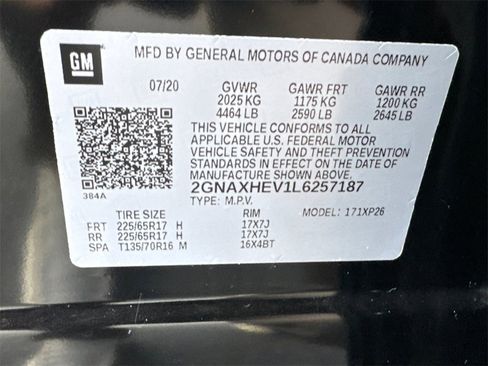 GM
MFD BY GENERAL MOTORS OF CANADA COMPANY
07/20 GVWR GAWR FRT GAWR RR
2025 KG 1175 KG 1200 KG
4464 LB 2590 LB 2645 LB
THIS VEHICLE CONFORMS TO ALL
APPLICABLE U.S. FEDERAL MOTOR
VEHICLE SAFETY AND THEFT PREVENTION
STANDARDS IN EFFECT ON THE DATE OF
MANUFACTURE SHOWN ABOVE.
384A 2GNAXHEV1L6257187
TYPE: M.P.V. MODEL: 171XP26
TIRE SIZE RIM
FRT 225/65R17 H 17X7J
RR 225/65R17 H 17X7J
SPA T135/70R16 M 16X4BT